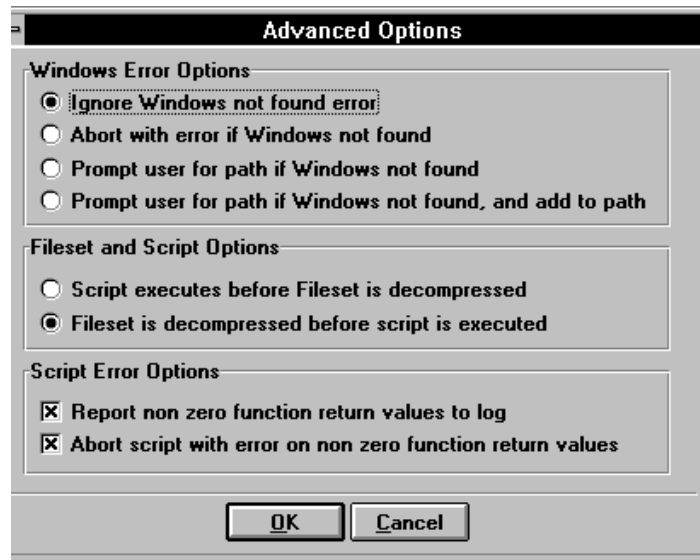 Advanced Options
Windows Error Options
Ignore Windows not found error
Abort with error if Windows not found
Prompt user for path if Windows not found
Prompt user for path if Windows not found, and add to path
Fileset and Script Options
Script executes before Fileset is decompressed
Fileset is decompressed before script is executed
Script Error Options
Report non zero function return values to log
Abort script with error on non zero function return values
OK Cancel